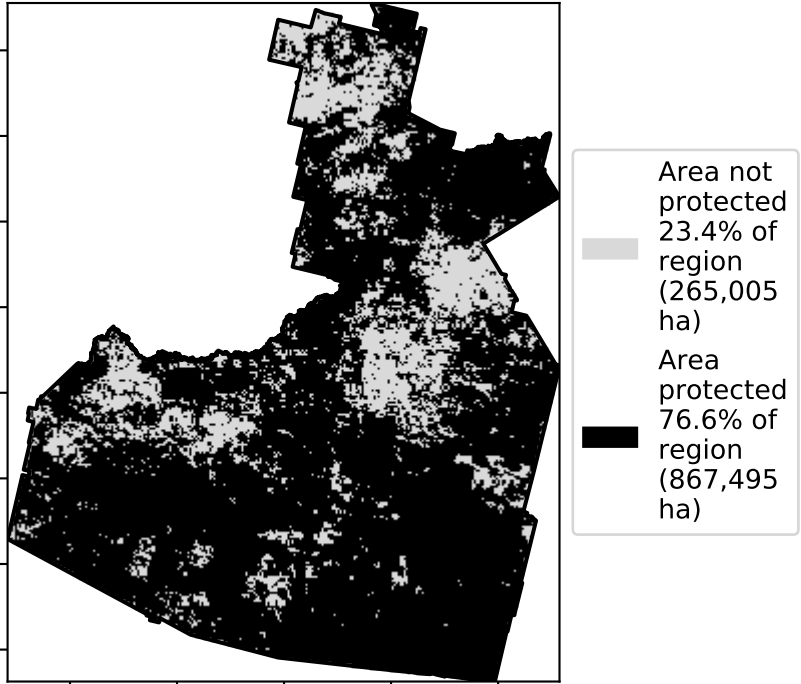 Area not
protected
23.4% of
region
(265,005
ha)
Area
protected
76.6% of
region
(867,495
ha)